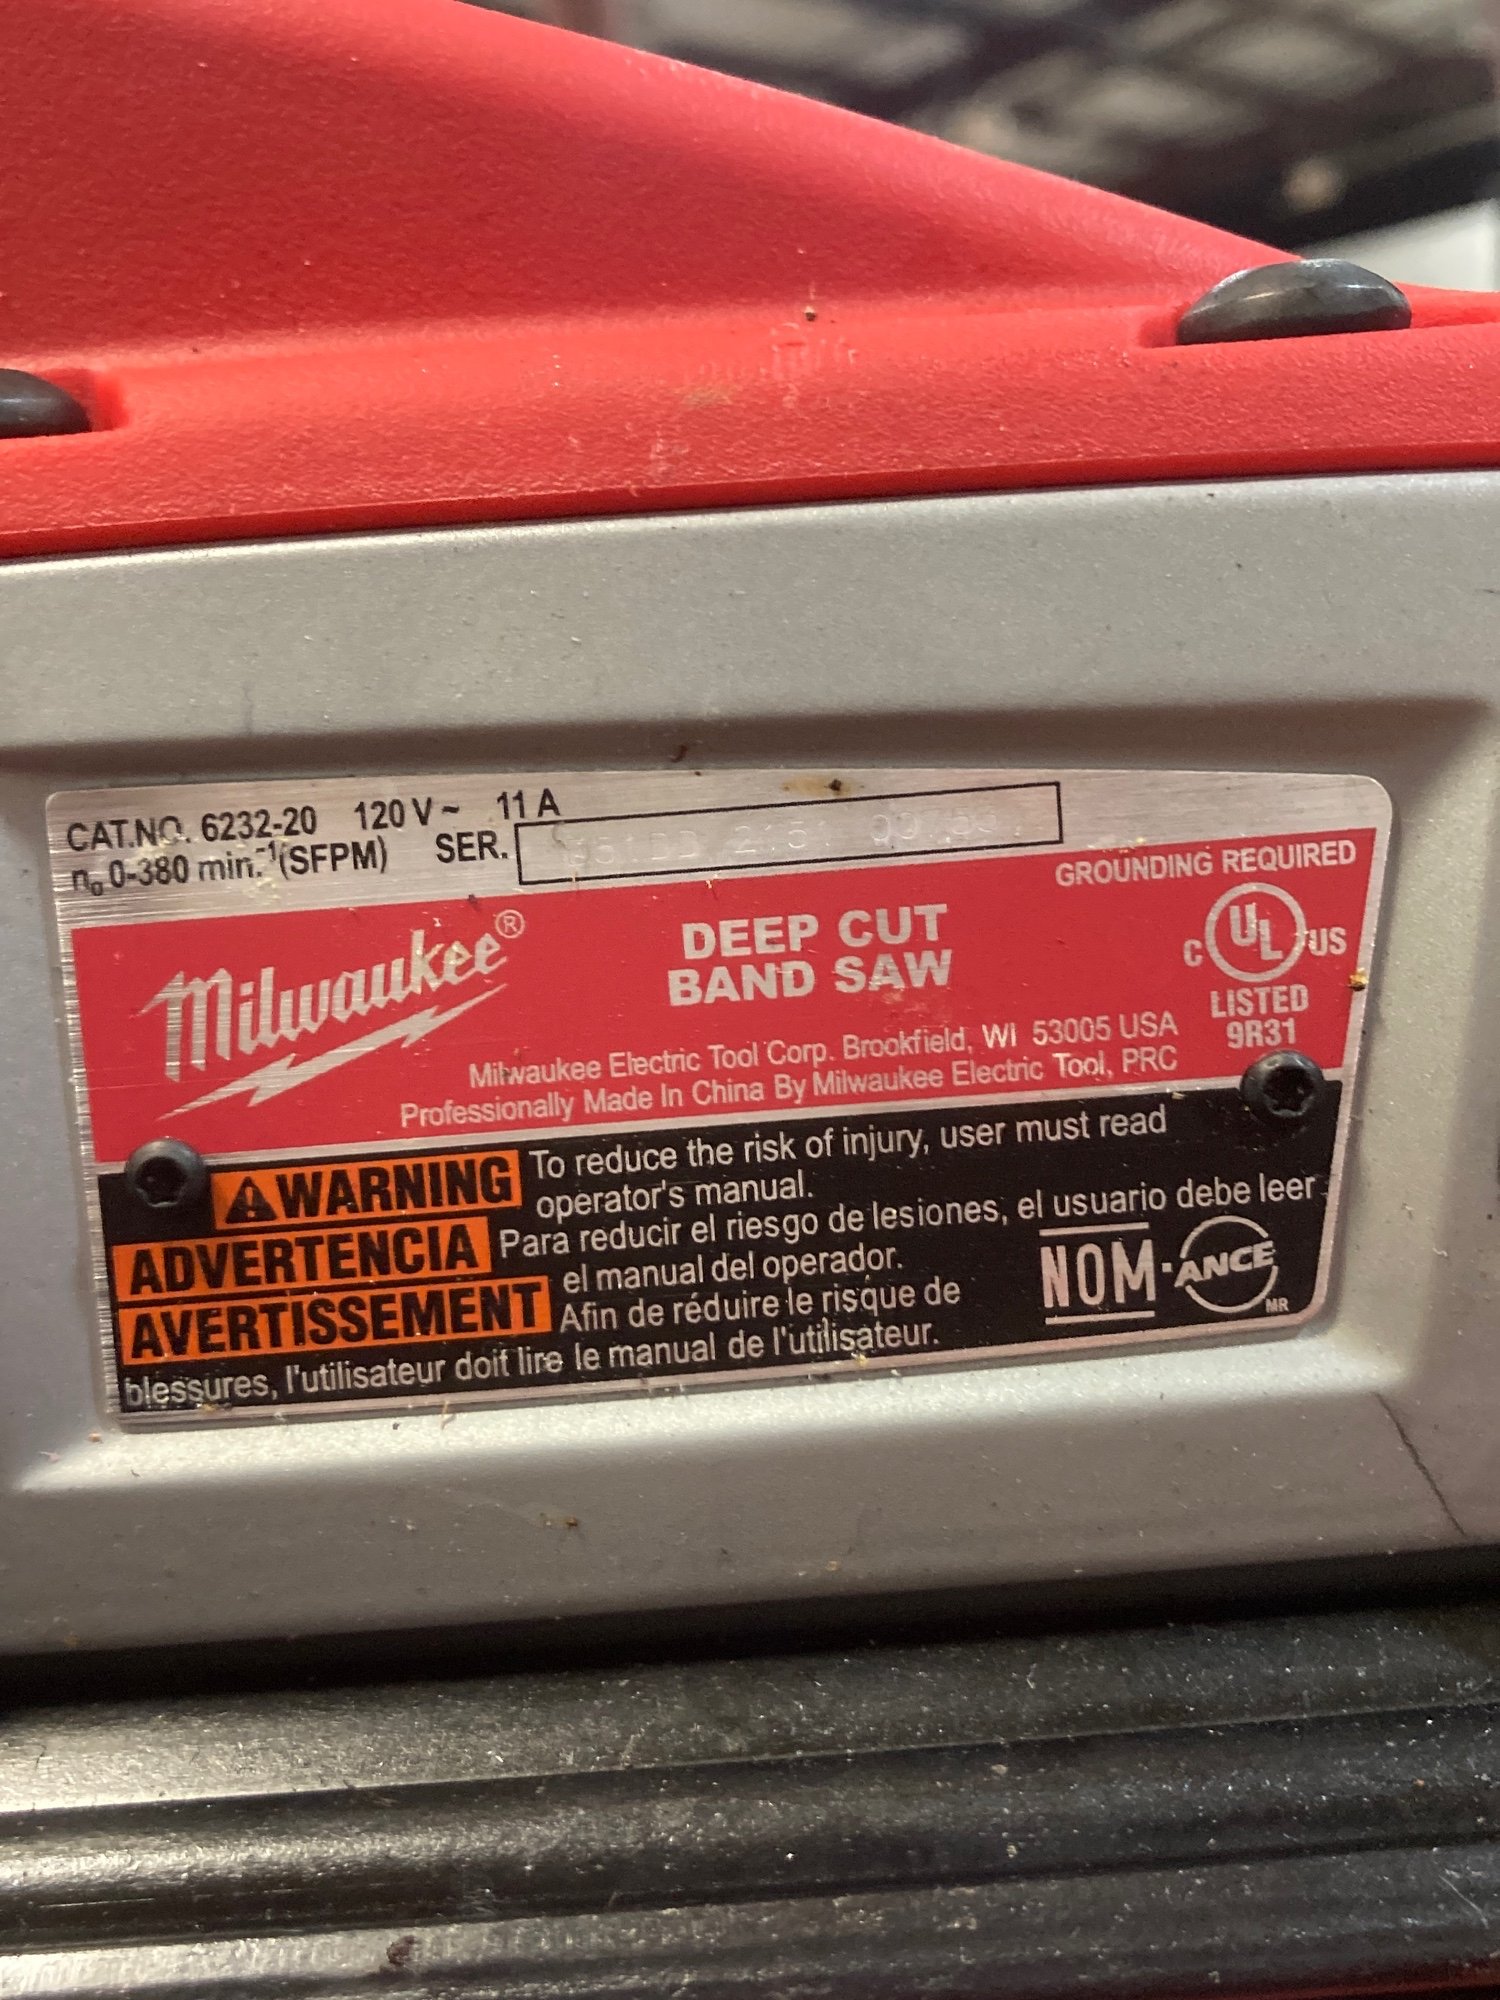 CAT.NO. 6232-20 120 V ~ 11 A
n₀ 0-380 min.⁻¹(SFPM) SER.
GROUNDING REQUIRED
Milwaukee®
DEEP CUT
BAND SAW
C UL US
LISTED
9R31
Milwaukee Electric Tool Corp. Brookfield, WI 53005 USA
Professionally Made In China By Milwaukee Electric Tool, PRC
WARNING To reduce the risk of injury, user must read
operator's manual.
ADVERTENCIA Para reducir el riesgo de lesiones, el usuario debe leer
el manual del operador.
AVERTISSEMENT Afin de réduire le risque de
blessures, l'utilisateur doit lire le manual de l'utilisateur.
NOM-ANCE MR